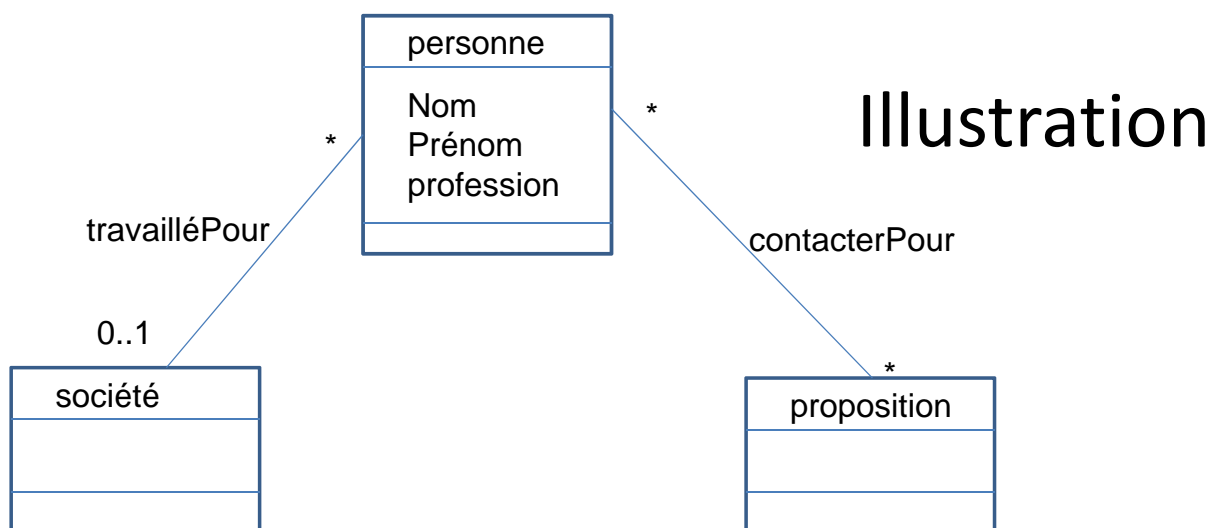 personne
Nom
Prénom
profession
Illustration
*
*
travailléPour
contacterPour
0..1
*
société
proposition